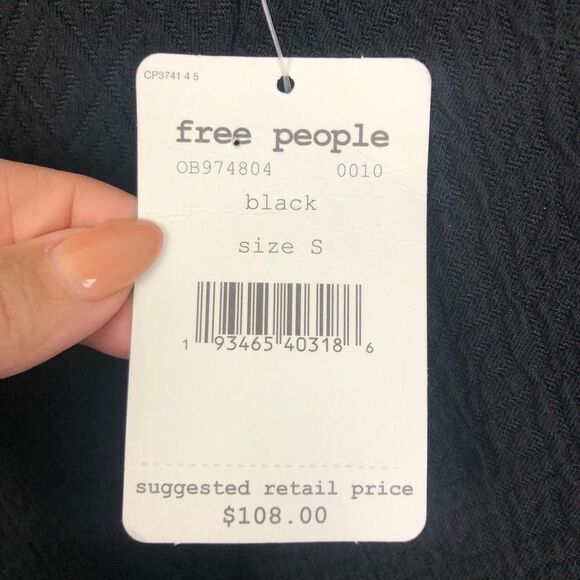 CP3741 4 5
free people
OB974804 0010
black
size S
1 93465 40318 6
suggested retail price
$108.00